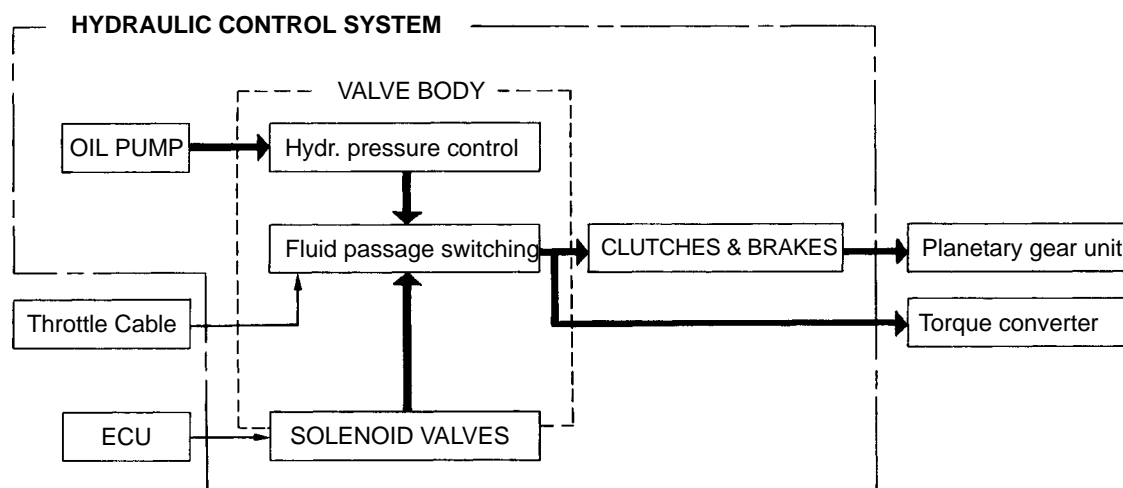 HYDRAULIC CONTROL SYSTEM
VALVE BODY
OIL PUMP
Hydr. pressure control
Fluid passage switching
CLUTCHES & BRAKES
Planetary gear unit
Throttle Cable
Torque converter
ECU
SOLENOID VALVES